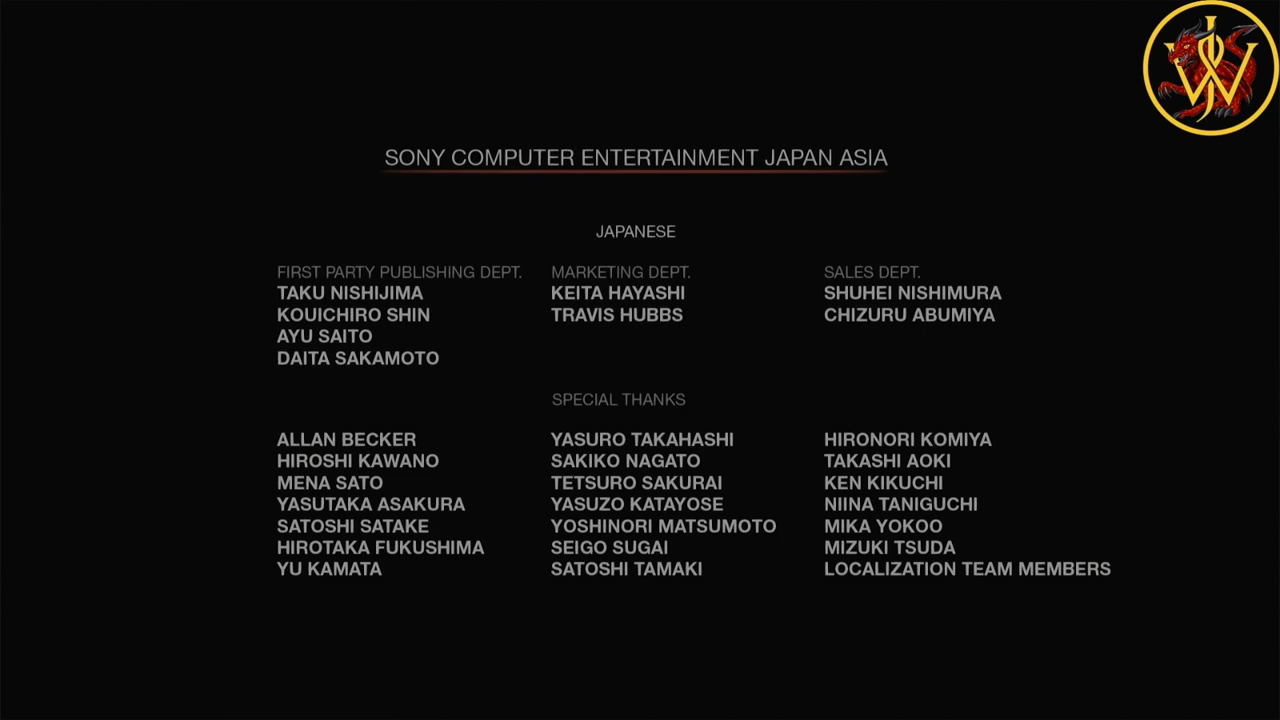 SONY COMPUTER ENTERTAINMENT JAPAN ASIA
JAPANESE
FIRST PARTY PUBLISHING DEPT.
TAKU NISHIJIMA
KOUICHIRO SHIN
AYU SAITO
DAITA SAKAMOTO
MARKETING DEPT.
KEITA HAYASHI
TRAVIS HUBBS
SALES DEPT.
SHUHEI NISHIMURA
CHIZURU ABUMIYA
SPECIAL THANKS
ALLAN BECKER
HIROSHI KAWANO
MENA SATO
YASUTAKA ASAKURA
SATOSHI SATAKE
HIROTAKA FUKUSHIMA
YU KAMATA
YASURO TAKAHASHI
SAKIKO NAGATO
TETSURO SAKURAI
YASUZO KATAYOSE
YOSHINORI MATSUMOTO
SEIGO SUGAI
SATOSHI TAMAKI
HIRONORI KOMIYA
TAKASHI AOKI
KEN KIKUCHI
NIINA TANIGUCHI
MIKA YOKOO
MIZUKI TSUDA
LOCALIZATION TEAM MEMBERS